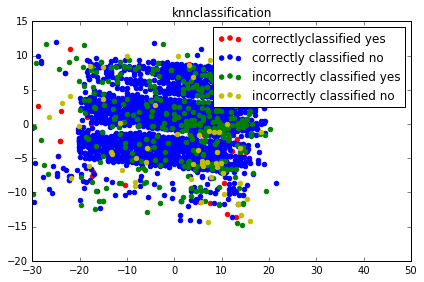 knnclassification
correctlyclassified yes
correctly classified no
incorrectly classified yes
incorrectly classified no
15
10
5
0
−5
−10
−15
−20
−30 −20 −10 0 10 20 30 40 50